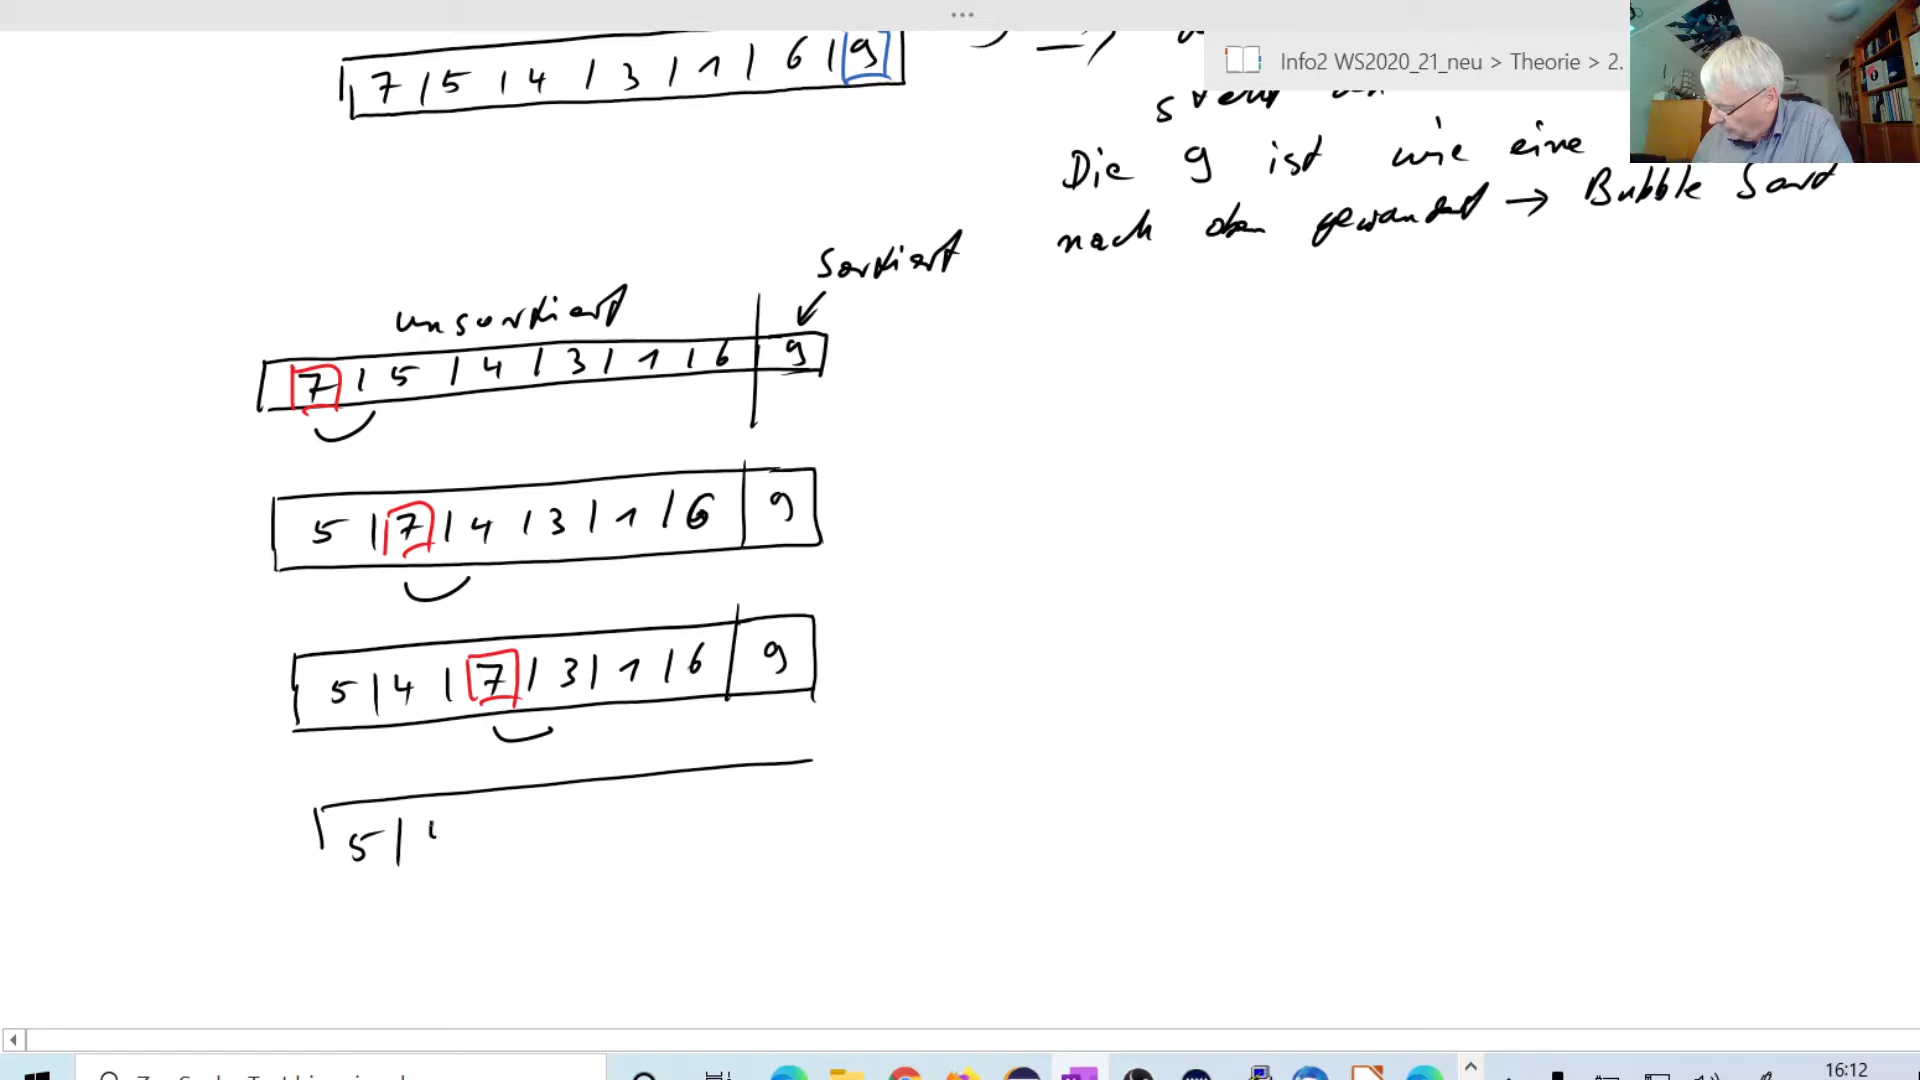 7 | 5 | 4 | 3 | 1 | 6 | 9
Info2 WS2020_21_neu > Theorie > 2.
Die 9 ist wie eine
nach oben gewandert → Bubble Sort
unsortiert sortiert
7 | 5 | 4 | 3 | 1 | 6 | 9
5 | 7 | 4 | 3 | 1 | 6 | 9
5 | 4 | 7 | 3 | 1 | 6 | 9
5 |
16:12